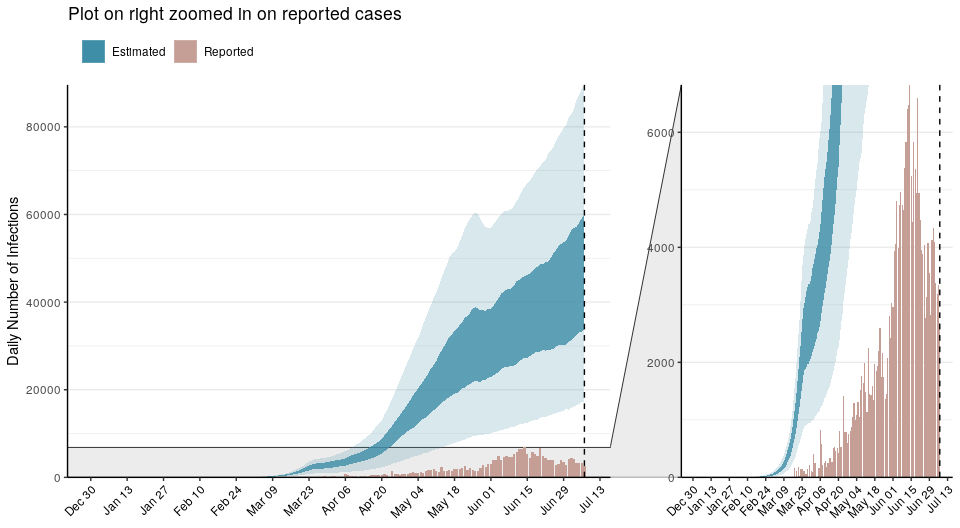 Plot on right zoomed in on reported cases
Estimated Reported
Daily Number of Infections
80000
60000
40000
20000
0
Dec 30 Jan 13 Jan 27 Feb 10 Feb 24 Mar 09 Mar 23 Apr 06 Apr 20 May 04 May 18 Jun 01 Jun 15 Jun 29 Jul 13
6000
4000
2000
0
Dec 30 Jan 13 Jan 27 Feb 10 Feb 24 Mar 09 Mar 23 Apr 06 Apr 20 May 04 May 18 Jun 01 Jun 15 Jun 29 Jul 13